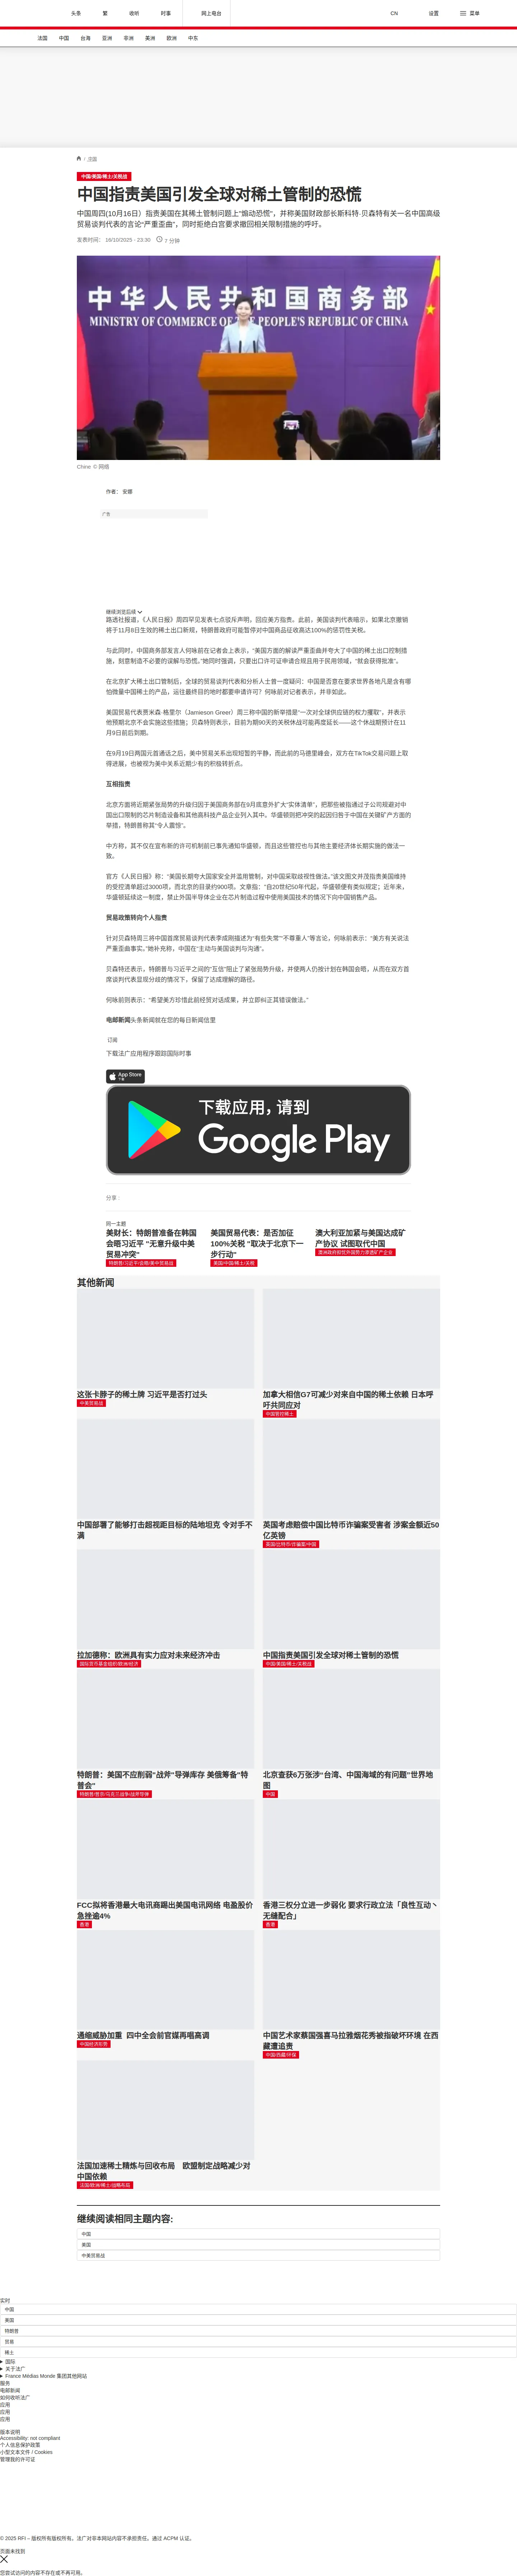 头条
繁
收听
时事
网上电台
CN
设置
菜单
法国
中国
台海
亚洲
非洲
美洲
欧洲
中东
/ 中国
中国/美国/稀土/关税战
中国指责美国引发全球对稀土管制的恐慌
中国周四(10月16日）指责美国在其稀土管制问题上"煽动恐慌"，并称美国财政部长斯科特·贝森特有关一名中国高级
贸易谈判代表的言论"严重歪曲"，同时拒绝白宫要求撤回相关限制措施的呼吁。
发表时间： 16/10/2025 - 23:30
7 分钟
中华人民共和国商务部
MINISTRY OF COMMERCE OF THE PEOPLE'S REPUBLIC OF CHINA
Chine © 网络
作者： 安娜
广告
继续浏览后续
路透社报道，《人民日报》周四罕见发表七点驳斥声明，回应美方指责。此前，美国谈判代表暗示，如果北京撤销
将于11月8日生效的稀土出口新规，特朗普政府可能暂停对中国商品征收高达100%的惩罚性关税。
与此同时，中国商务部发言人何咏前在记者会上表示，"美国方面的解读严重歪曲并夸大了中国的稀土出口控制措
施，刻意制造不必要的误解与恐慌。"她同时强调，只要出口许可证申请合规且用于民用领域，"就会获得批准"。
在北京扩大稀土出口管制后，全球的贸易谈判代表和分析人士曾一度疑问：中国是否意在要求世界各地凡是含有哪
怕微量中国稀土的产品，运往最终目的地时都要申请许可？何咏前对记者表示，并非如此。
美国贸易代表贾米森·格里尔（Jamieson Greer）周三称中国的新举措是"一次对全球供应链的权力攫取"，并表示
他预期北京不会实施这些措施；贝森特则表示，目前为期90天的关税休战可能再度延长——这个休战期预计在11
月9日前后到期。
在9月19日两国元首通话之后，美中贸易关系出现短暂的平静，而此前的马德里峰会，双方在TikTok交易问题上取
得进展，也被视为美中关系近期少有的积极转折点。
互相指责
北京方面将近期紧张局势的升级归因于美国商务部在9月底意外扩大"实体清单"，把那些被指通过子公司规避对中
国出口限制的芯片制造设备和其他高科技产品企业列入其中。华盛顿则把冲突的起因归咎于中国在关键矿产方面的
举措，特朗普称其"令人震惊"。
中方称，其不仅在宣布新的许可机制前已事先通知华盛顿，而且这些管控也与其他主要经济体长期实施的做法一
致。
官方《人民日报》称："美国长期夸大国家安全并滥用管制，对中国采取歧视性做法。"该文图文并茂指责美国维持
的受控清单超过3000项，而北京的目录约900项。文章指："自20世纪50年代起，华盛顿便有类似规定；近年来，
华盛顿延续这一制度，禁止外国半导体企业在芯片制造过程中使用美国技术的情况下向中国销售产品。
贸易政策转向个人指责
针对贝森特周三将中国首席贸易谈判代表李成刚描述为"有些失常""不尊重人"等言论，何咏前表示："美方有关说法
严重歪曲事实。"她补充称，中国在"主动与美国谈判与沟通"。
贝森特还表示，特朗普与习近平之间的"互信"阻止了紧张局势升级，并使两人仍按计划在韩国会晤，从而在双方首
席谈判代表显现分歧的情况下，保留了达成理解的路径。
何咏前则表示："希望美方珍惜此前经贸对话成果，并立即纠正其错误做法。"
电邮新闻头条新闻就在您的每日新闻信里
订阅
下载法广应用程序跟踪国际时事
App Store
下载应用，请到
Google Play
分享 :
同一主题
美财长：特朗普准备在韩国
会晤习近平 "无意升级中美
贸易冲突"
特朗普/习近平/会晤/美中贸易战
美国贸易代表：是否加征
100%关税 "取决于北京下一
步行动"
美国/中国/稀土/关税
澳大利亚加紧与美国达成矿
产协议 试图取代中国
澳洲政府担忧外国势力渗透矿产企业
其他新闻
这张卡脖子的稀土牌 习近平是否打过头
中美贸易战
加拿大相信G7可减少对来自中国的稀土依赖 日本呼
吁共同应对
中国管控稀土
中国部署了能够打击超视距目标的陆地坦克 令对手不
满
英国考虑赔偿中国比特币诈骗案受害者 涉案金额近50
亿英镑
英国/比特币/诈骗案/中国
拉加德称：欧洲具有实力应对未来经济冲击
国际货币基金组织/欧洲/经济
中国指责美国引发全球对稀土管制的恐慌
中国/美国/稀土/关税战
特朗普：美国不应削弱"战斧"导弹库存 美俄筹备"特
普会"
特朗普/普京/乌克兰战争/战斧导弹
北京查获6万张涉"台湾、中国海域的有问题"世界地
图
中国
FCC拟将香港最大电讯商踢出美国电讯网络 电盈股价
急挫逾4%
香港
香港三权分立进一步弱化 要求行政立法「良性互动丶
无缝配合」
香港
通缩威胁加重 四中全会前官媒再唱高调
中国经济形势
中国艺术家蔡国强喜马拉雅烟花秀被指破坏环境 在西
藏遭追责
中国/西藏/环保
法国加速稀土精炼与回收布局 欧盟制定战略减少对
中国依赖
法国/欧洲/稀土/战略布局
继续阅读相同主题内容:
中国
美国
中美贸易战
实时
中国
美国
特朗普
贸易
稀土
国际
关于法广
France Médias Monde 集团其他网站
服务
电邮新闻
如何收听法广
应用
应用
应用
版本说明
Accessibility: not compliant
个人信息保护政策
小型文本文件 / Cookies
管理我的许可证
© 2025 RFI – 版权所有版权所有。法广对非本网站内容不承担责任。通过 ACPM 认证。
页面未找到
您尝试访问的内容不存在或不再可用。